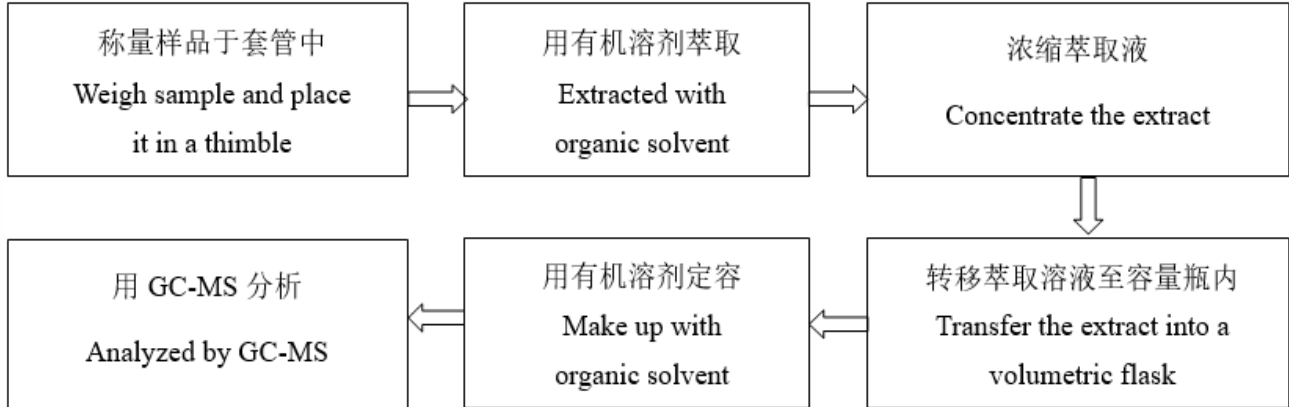 称量样品于套管中
Weigh sample and place
it in a thimble
用有机溶剂萃取
Extracted with
organic solvent
浓缩萃取液
Concentrate the extract
转移萃取溶液至容量瓶内
Transfer the extract into a
volumetric flask
用有机溶剂定容
Make up with
organic solvent
用 GC-MS 分析
Analyzed by GC-MS